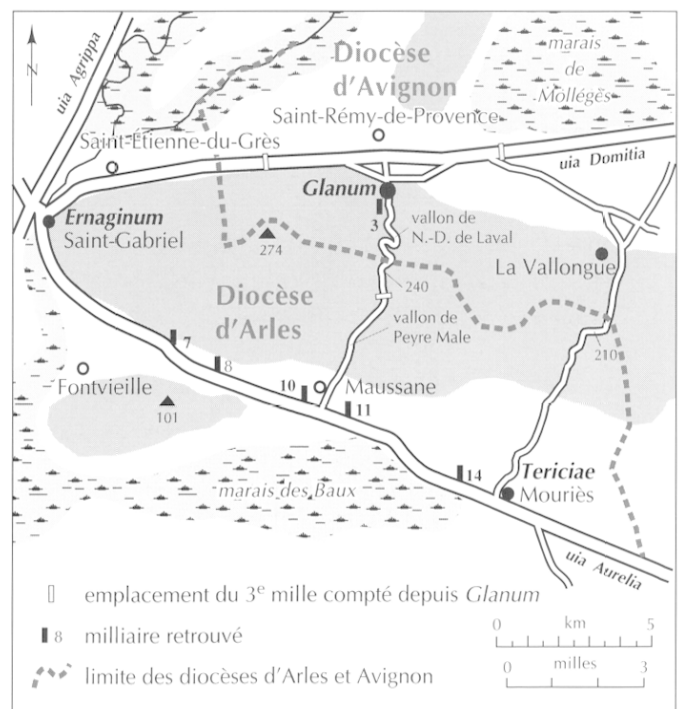 N
uia Agrippa
Diocèse
d'Avignon
marais
de
Mollégès
Saint-Rémy-de-Provence
Saint-Étienne-du-Grès
uia Domitia
Glanum
3
Ernaginum
Saint-Gabriel
vallon de
N.-D. de Laval
274
La Vallongue
240
Diocèse
d'Arles
vallon de
Peyre Male
7
8
210
Fontvieille
10
Maussane
11
101
14
Tericiae
Mouriès
marais des Baux
uia Aurelia
emplacement du 3e mille compté depuis Glanum
8 milliaire retrouvé
limite des diocèses d'Arles et Avignon
0 km 5
milles
0 3